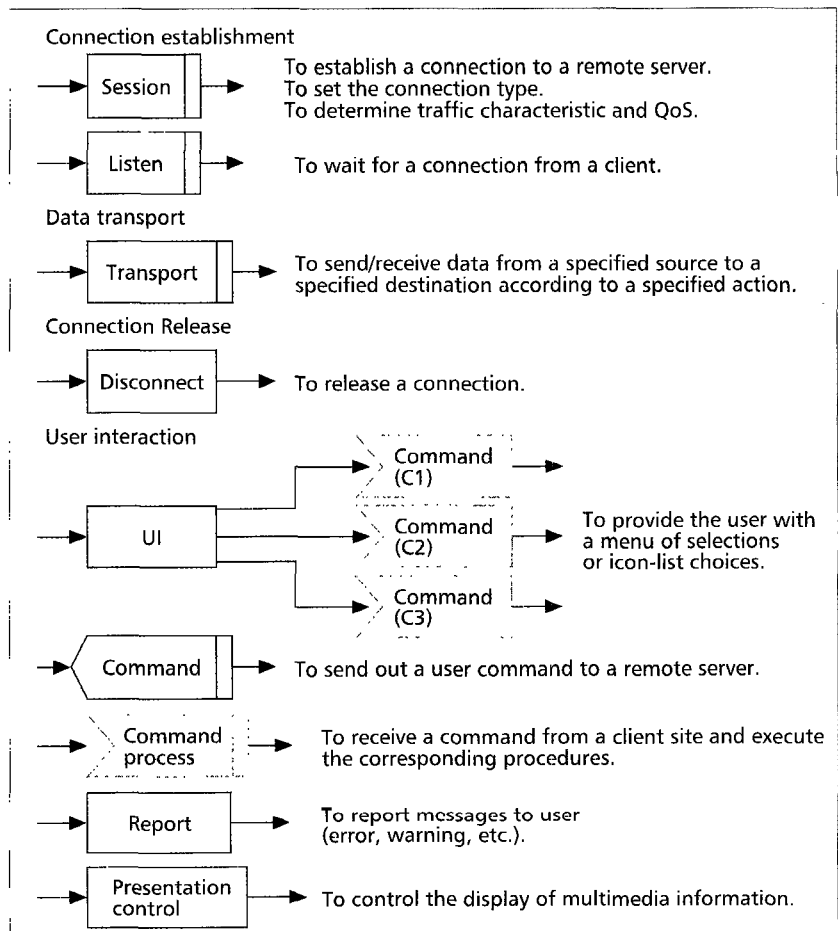 Connection establishment
Session
To establish a connection to a remote server.
To set the connection type.
To determine traffic characteristic and QoS.
Listen
To wait for a connection from a client.
Data transport
Transport
To send/receive data from a specified source to a
specified destination according to a specified action.
Connection Release
Disconnect
To release a connection.
User interaction
UI
Command
(C1)
Command
(C2)
Command
(C3)
To provide the user with
a menu of selections
or icon-list choices.
Command
To send out a user command to a remote server.
Command
process
To receive a command from a client site and execute
the corresponding procedures.
Report
To report messages to user
(error, warning, etc.).
Presentation
control
To control the display of multimedia information.